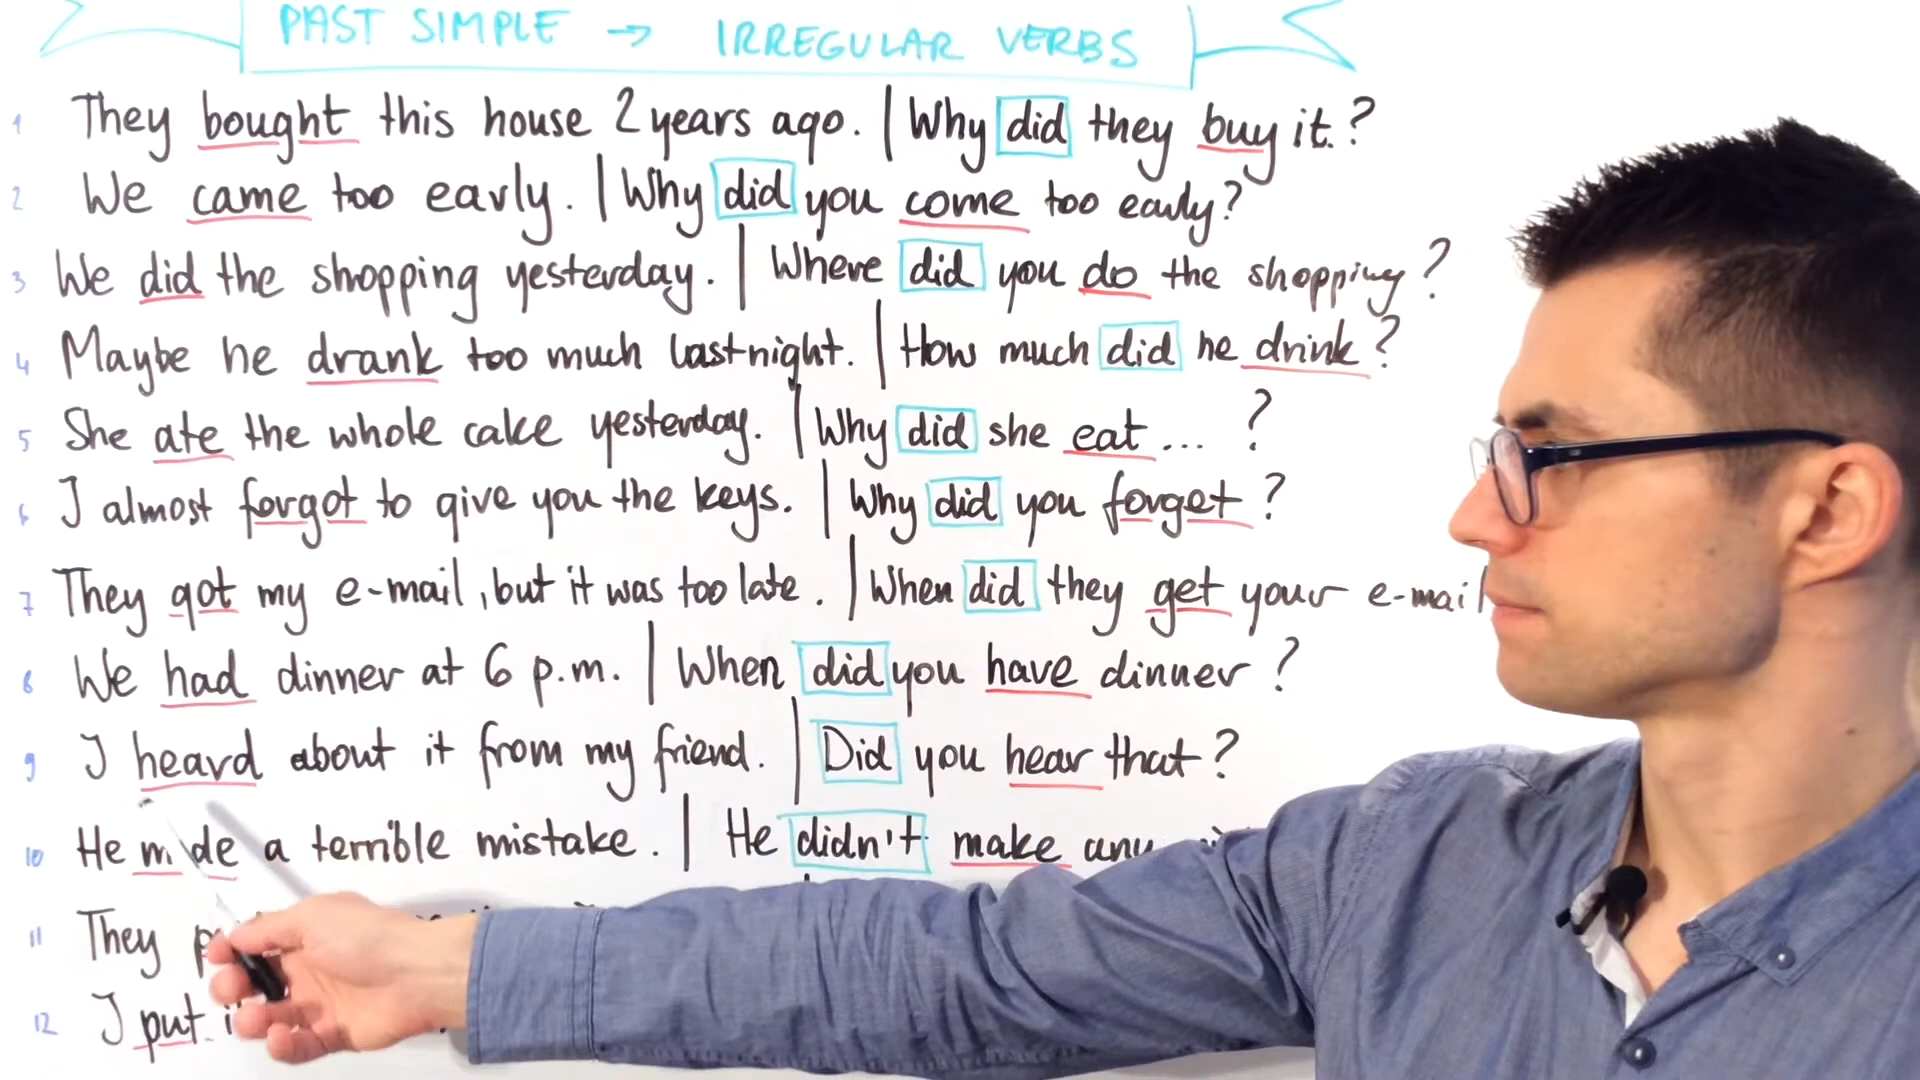 PAST SIMPLE → IRREGULAR VERBS
1 They bought this house 2 years ago. | Why did they buy it?
2 We came too early. | Why did you come too early?
3 We did the shopping yesterday. | Where did you do the shopping?
4 Maybe he drank too much last night. | How much did he drink?
5 She ate the whole cake yesterday. | Why did she eat ... ?
6 I almost forgot to give you the keys. | Why did you forget?
7 They got my e-mail, but it was too late. | When did they get your e-mail
8 We had dinner at 6 p.m. | When did you have dinner?
9 I heard about it from my friend. | Did you hear that?
10 He made a terrible mistake. | He didn't make any
11 They
12 I put